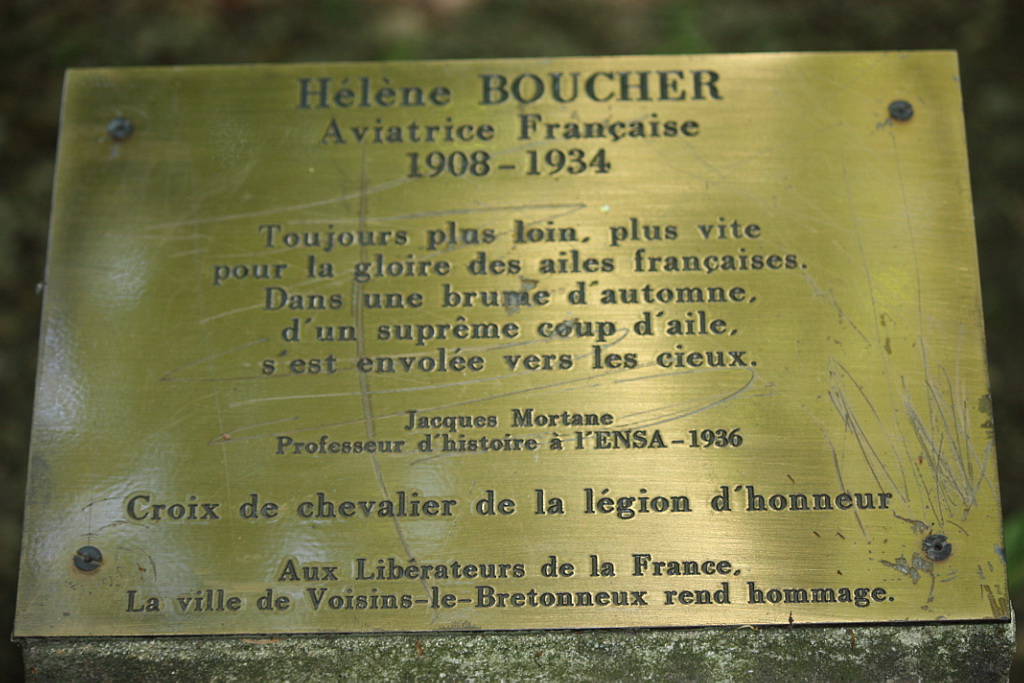 Hélène BOUCHER
Aviatrice Française
1908-1934
Toujours plus loin, plus vite
pour la gloire des ailes françaises.
Dans une brume d'automne,
d'un suprême coup d'aile,
s'est envolée vers les cieux.
Jacques Mortane
Professeur d'histoire à l'ENSA-1936
Croix de chevalier de la légion d'honneur
Aux Libérateurs de la France,
La ville de Voisins-le-Bretonneux rend hommage.